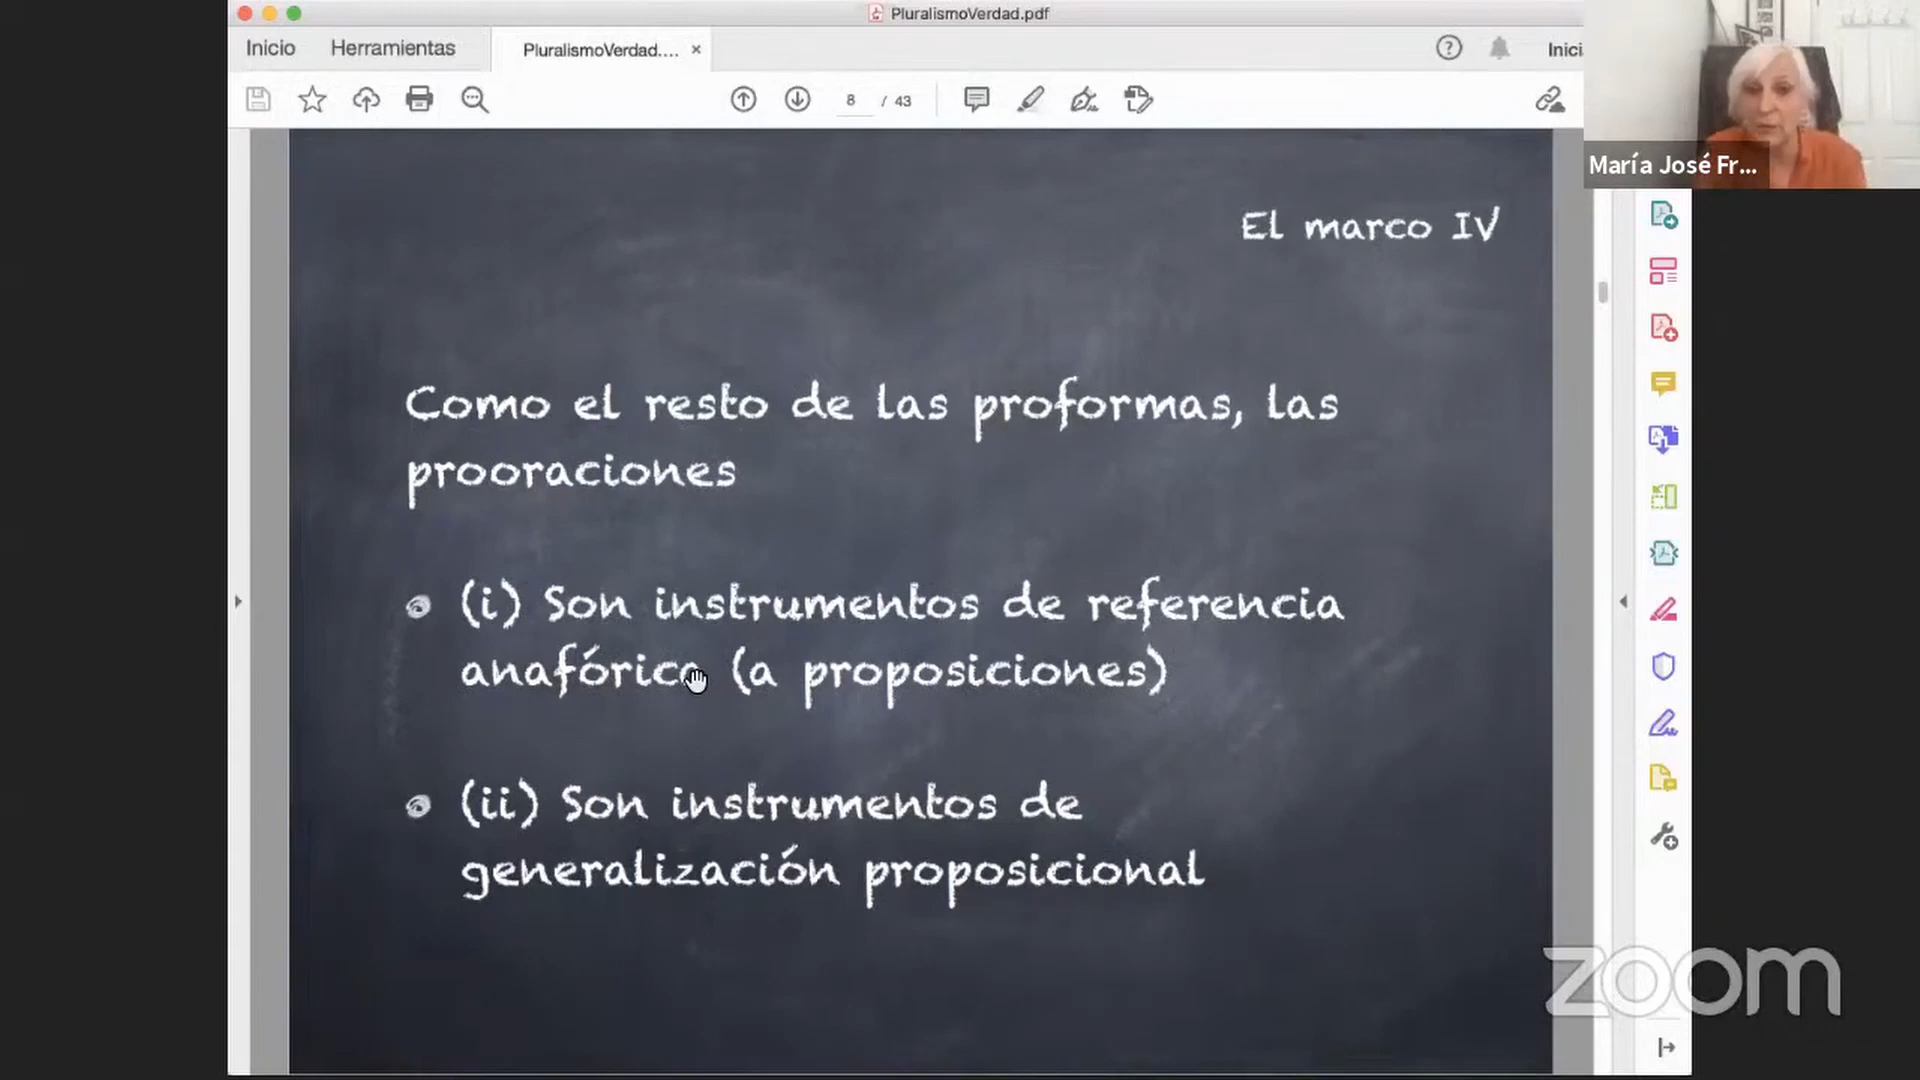 PluralismoVerdad.pdf
Inicio Herramientas PluralismoVerdad.... × Inici
8 / 43
María José Fr...
El marco IV
Como el resto de las proformas, las
prooraciones
(i) Son instrumentos de referencia
anafórica (a proposiciones)
(ii) Son instrumentos de
generalización proposicional
zoom